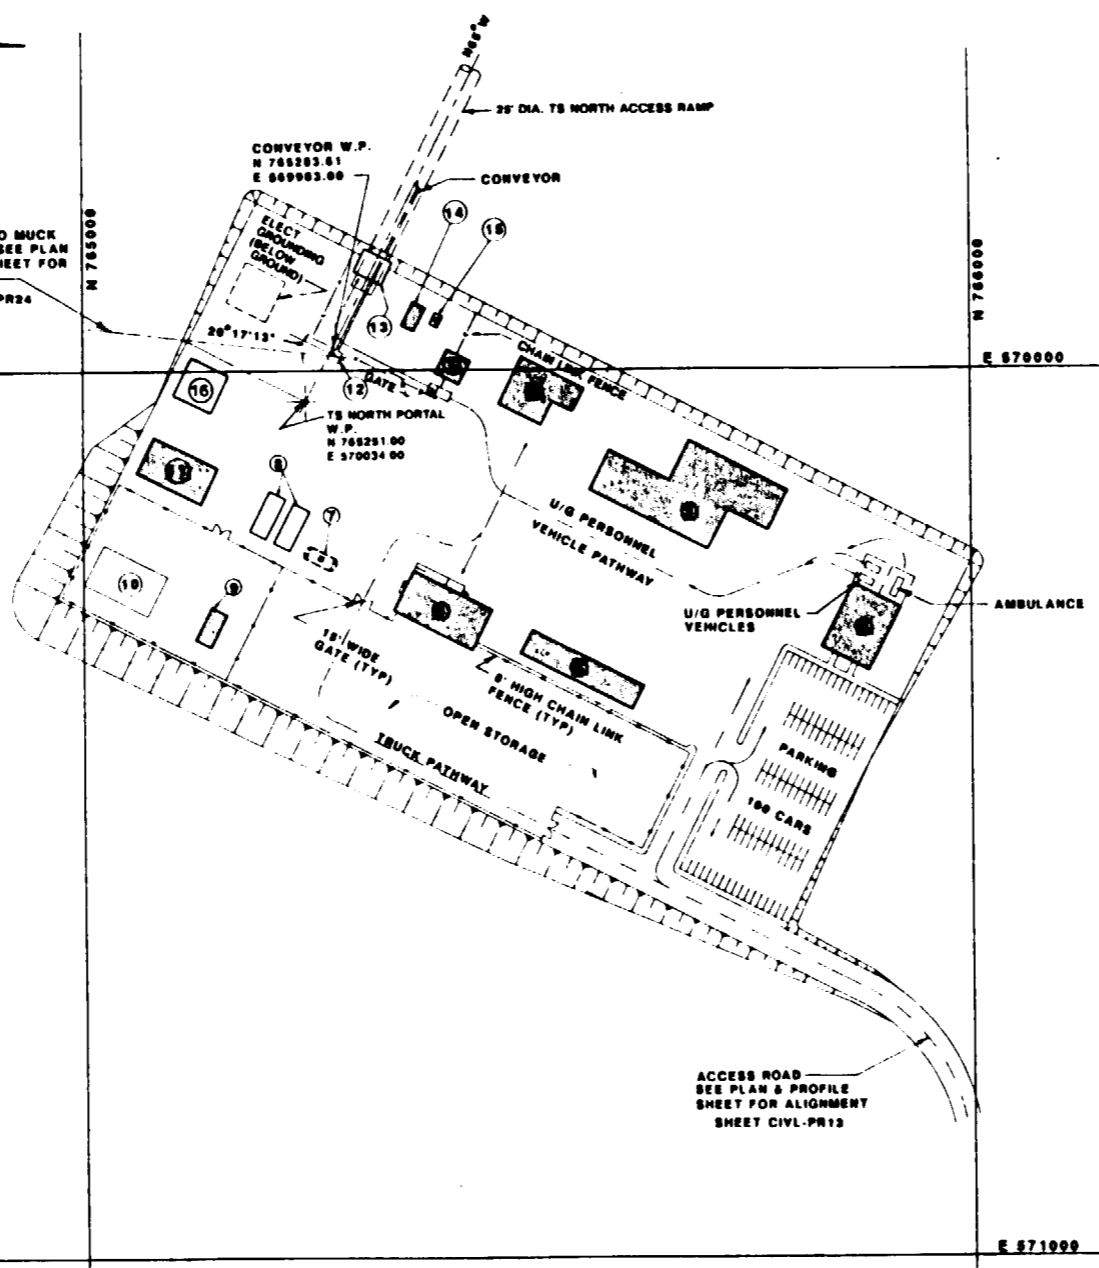 N65°W
25' DIA. TS NORTH ACCESS RAMP
CONVEYOR W.P.
N 765283.61
E 569963.00
CONVEYOR
14
15
ELECT
GROUNDING
(BELOW
GROUND)
N 765000
MUCK
SEE PLAN
SHEET FOR
PR24
N 766000
13
CHAIN LINK FENCE
E 570000
GATE
12
16
TS NORTH PORTAL
W.P.
N 765251.00
E 570034.00
8
7
U/G PERSONNEL
VEHICLE PATHWAY
10
9
U/G PERSONNEL
VEHICLES
AMBULANCE
18' WIDE
GATE (TYP)
8' HIGH CHAIN LINK
FENCE (TYP)
OPEN STORAGE
TRUCK PATHWAY
PARKING
CARS
ACCESS ROAD
SEE PLAN & PROFILE
SHEET FOR ALIGNMENT
SHEET CIVL-PR13
E 571000